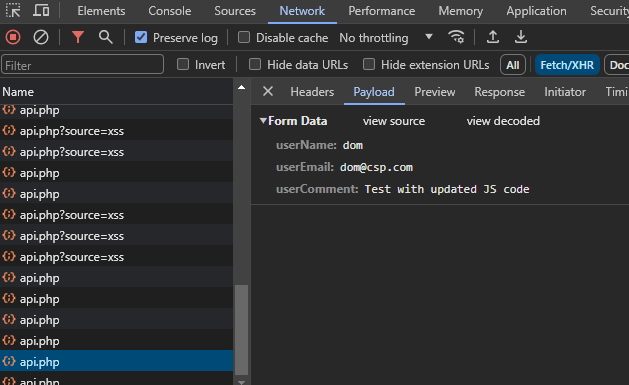 Elements Console Sources Network Performance Memory Application Security
Preserve log Disable cache No throttling
Filter Invert Hide data URLs Hide extension URLs All Fetch/XHR Doc
Name Headers Payload Preview Response Initiator Timi
api.php Form Data view source view decoded
api.php?source=xss userName: dom
api.php?source=xss userEmail: dom@csp.com
api.php userComment: Test with updated JS code
api.php
api.php?source=xss
api.php?source=xss
api.php?source=xss
api.php
api.php
api.php
api.php
api.php
api.php